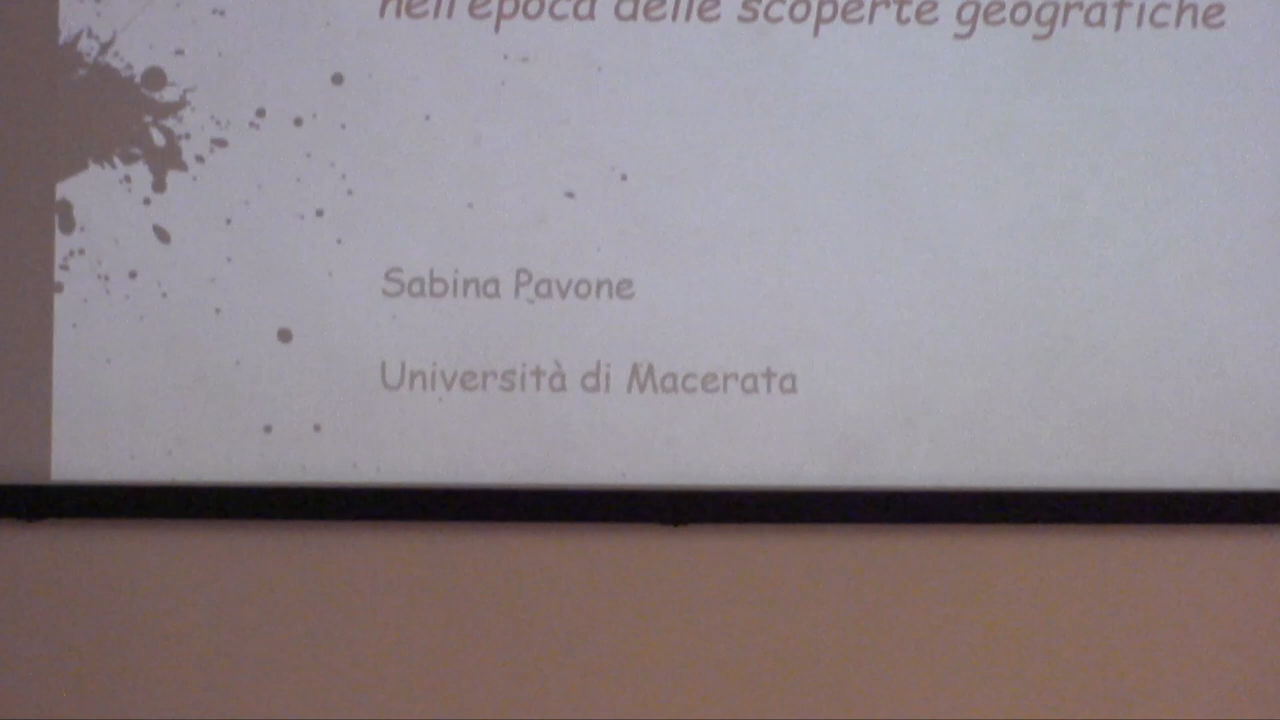 nell'epoca delle scoperte geografiche
Sabina Pavone
Università di Macerata